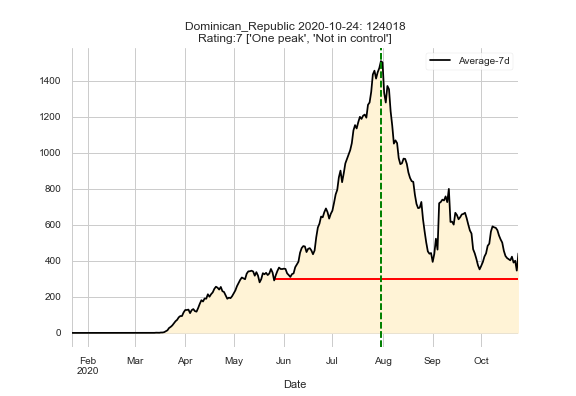 Dominican_Republic 2020-10-24: 124018
Rating:7 ['One peak', 'Not in control']
Average-7d
1400
1200
1000
800
600
400
200
0
Feb Mar Apr May Jun Jul Aug Sep Oct
2020
Date